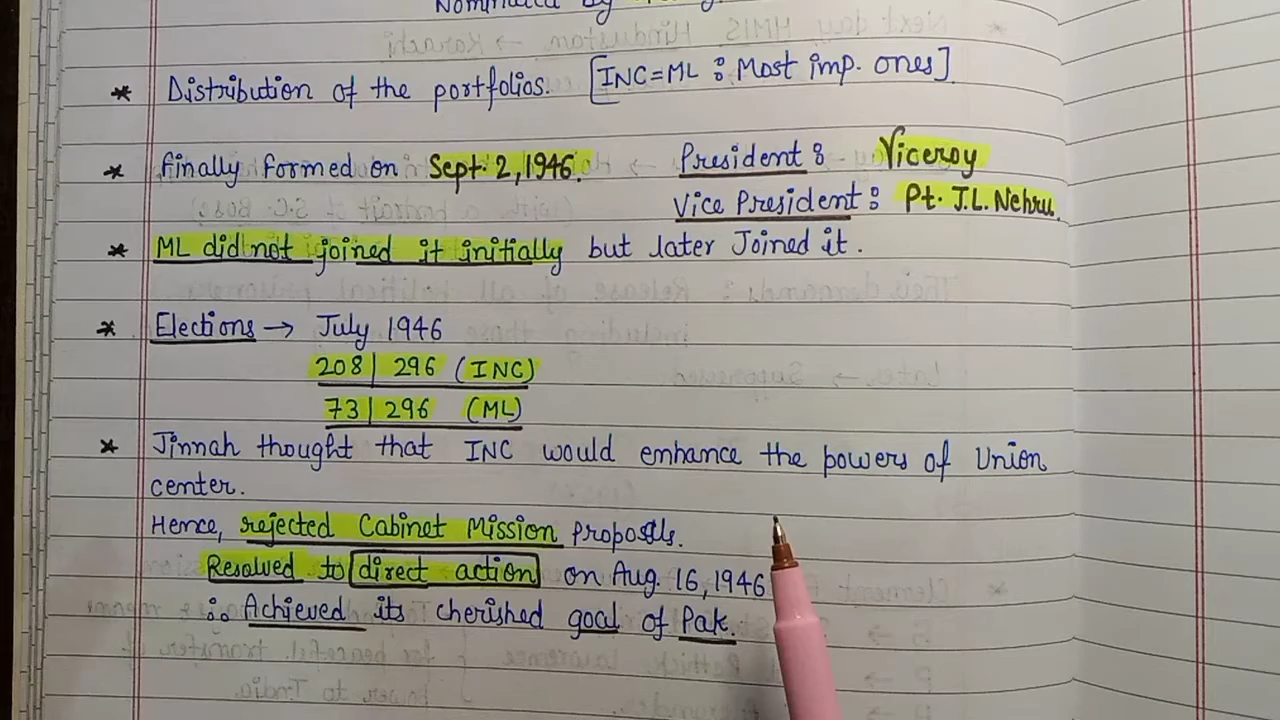 Nominated by
* Distribution of the portfolios. [INC=ML : Most imp. ones]
* Finally formed on Sept. 2, 1946. President : Viceroy
Vice President : Pt. J.L. Nehru.
* ML did not joined it initially but later Joined it.
* Elections → July 1946
208 | 296 (INC)
73 | 296 (ML)
* Jinnah thought that INC would enhance the powers of Union
center.
Hence, rejected Cabinet Mission proposals.
Resolved to direct action on Aug. 16, 1946
∴ Achieved its cherished goal of Pak.